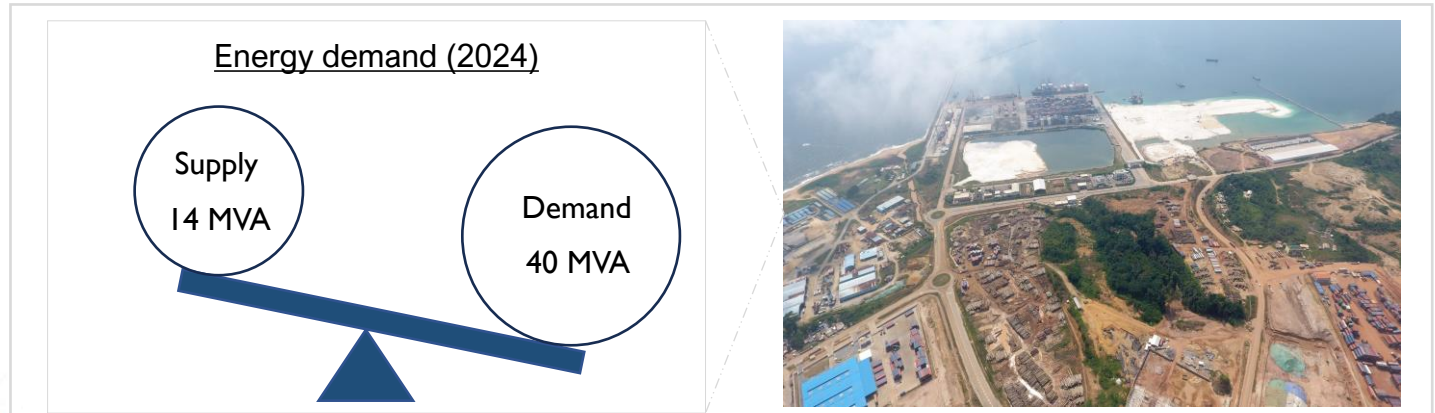 Energy demand (2024)
Supply
14 MVA
Demand
40 MVA